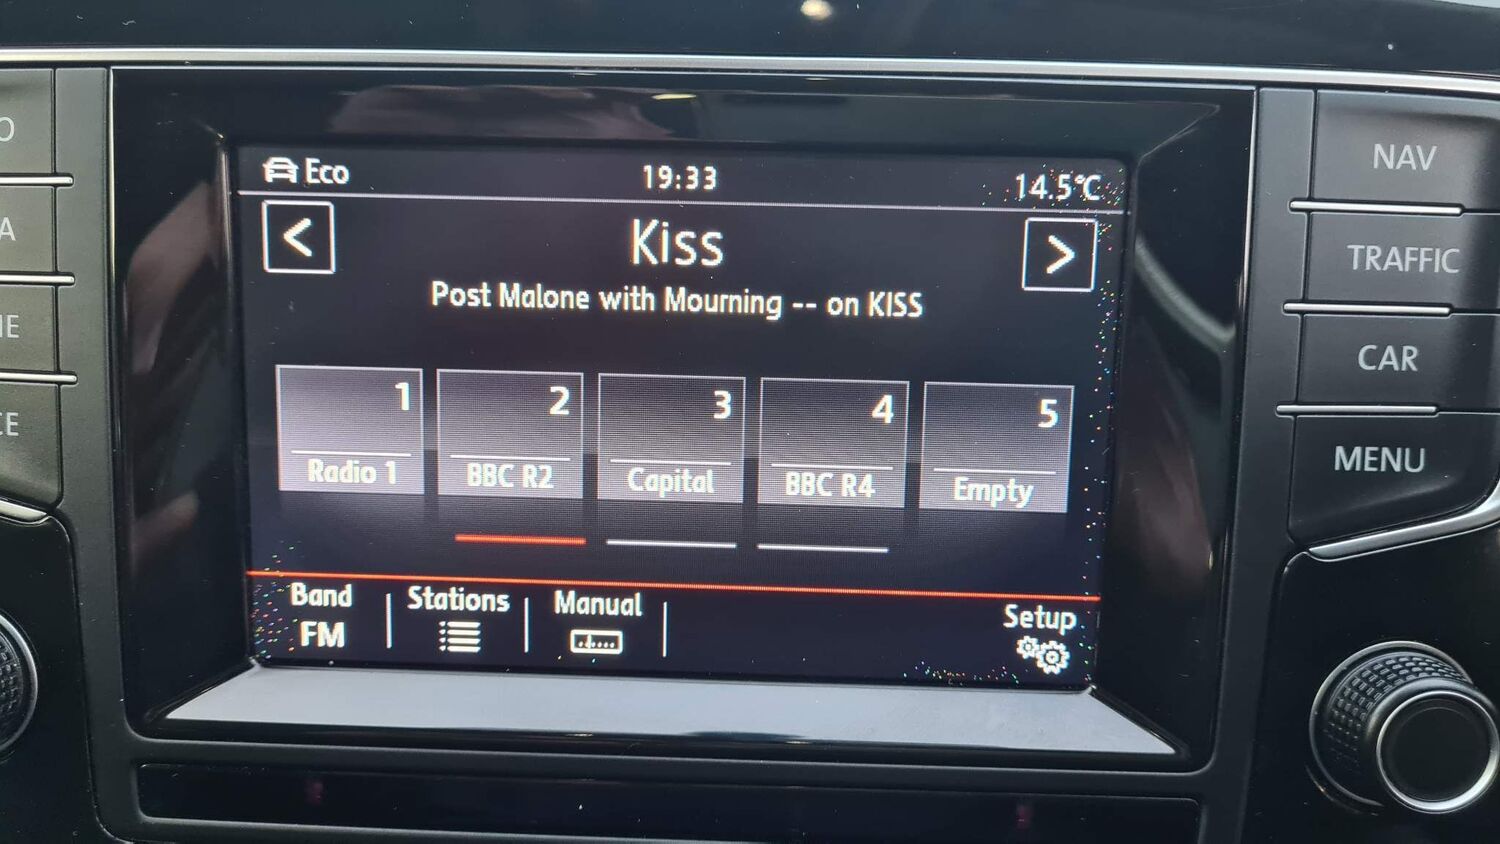 Eco 19:33 14.5°C
< Kiss >
Post Malone with Mourning -- on KISS
1 2 3 4 5
Radio 1 BBC R2 Capital BBC R4 Empty
Band Stations Manual Setup
FM
NAV
TRAFFIC
CAR
MENU